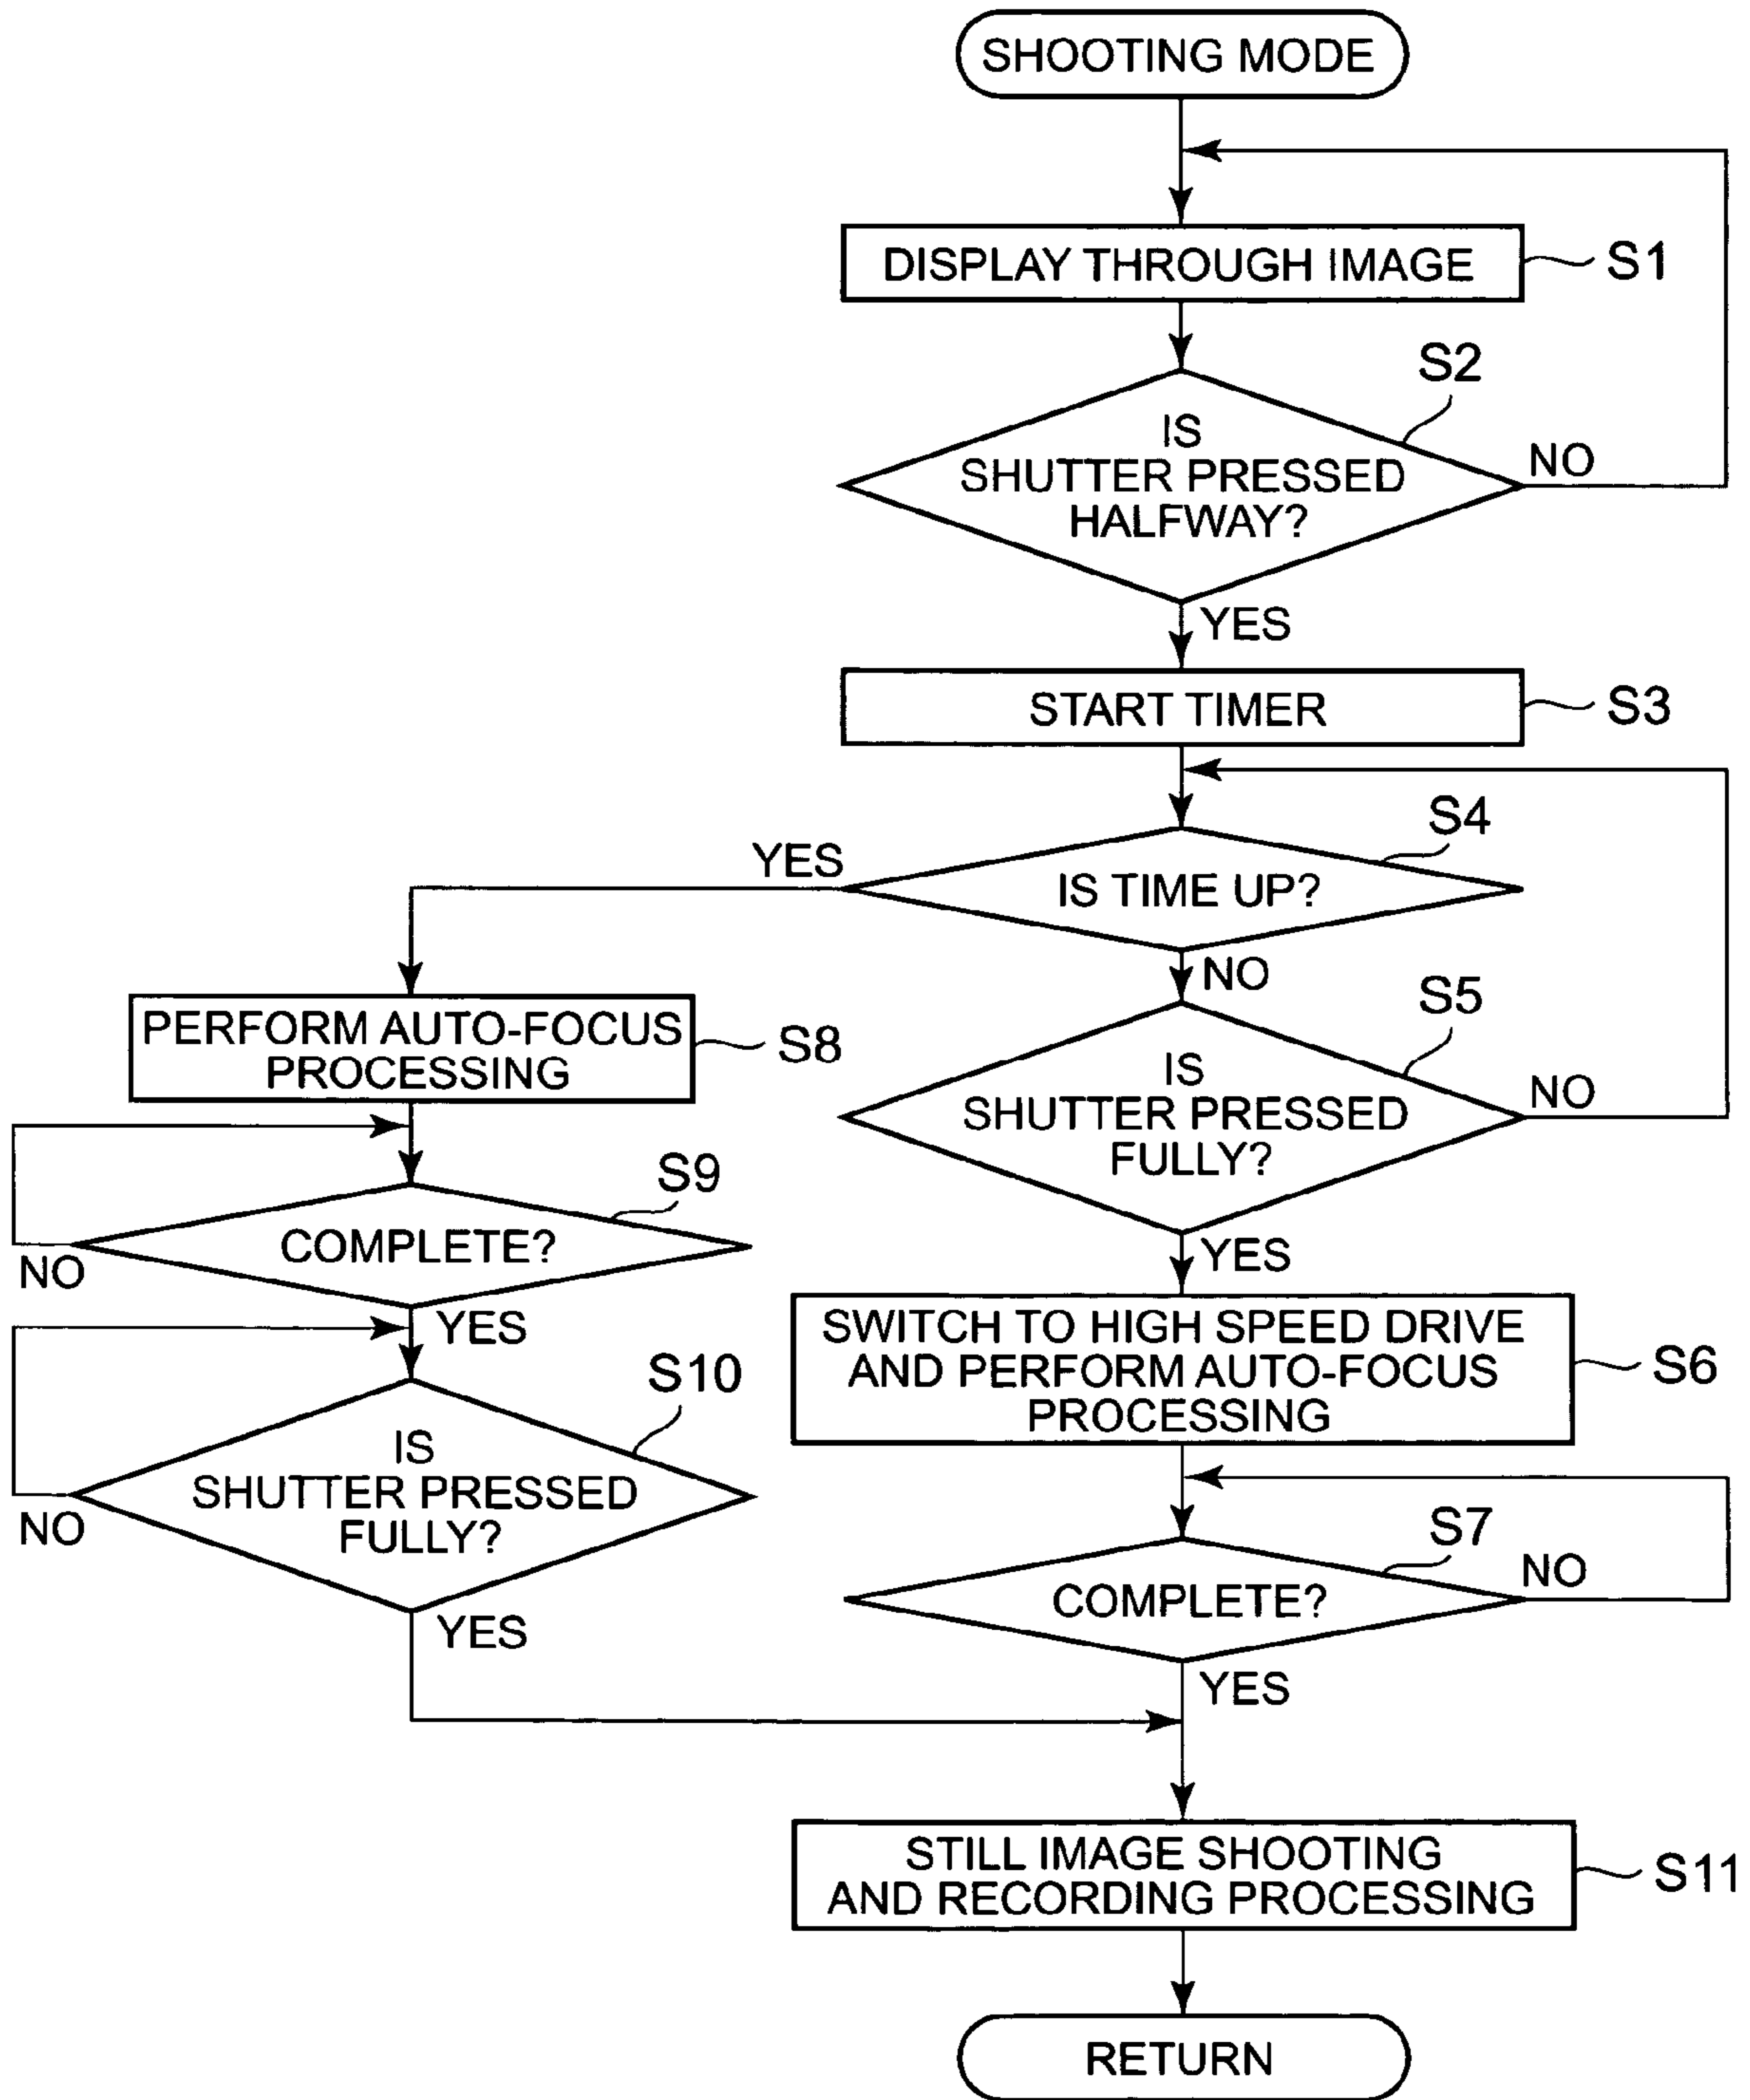 SHOOTING MODE
DISPLAY THROUGH IMAGE
S1
S2
IS
SHUTTER PRESSED
HALFWAY?
NO
YES
START TIMER
S3
S4
YES
IS TIME UP?
NO
S5
IS
SHUTTER PRESSED
FULLY?
NO
YES
SWITCH TO HIGH SPEED DRIVE
AND PERFORM AUTO-FOCUS
PROCESSING
S6
S7
COMPLETE?
NO
YES
PERFORM AUTO-FOCUS
PROCESSING
S8
S9
COMPLETE?
NO
YES
S10
IS
SHUTTER PRESSED
FULLY?
NO
YES
STILL IMAGE SHOOTING
AND RECORDING PROCESSING
S11
RETURN